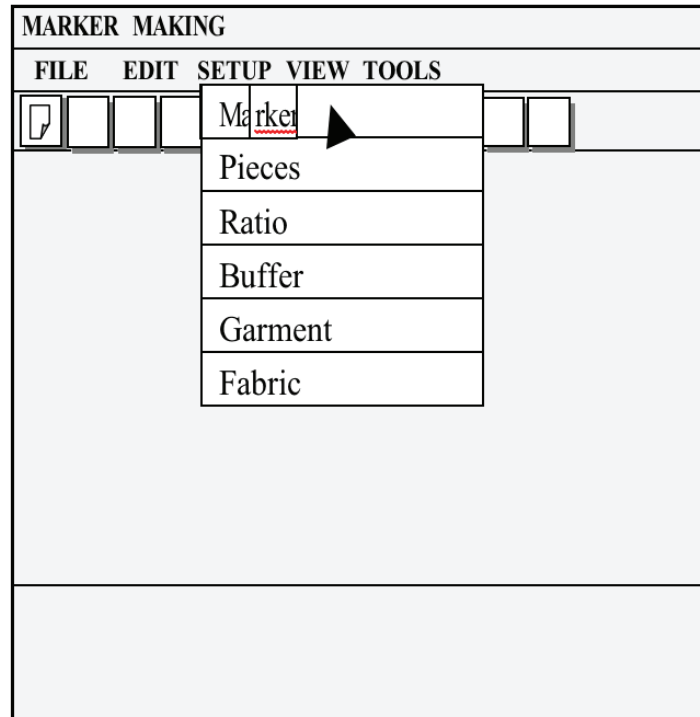 MARKER MAKING
FILE EDIT SETUP VIEW TOOLS
Marker
Pieces
Ratio
Buffer
Garment
Fabric